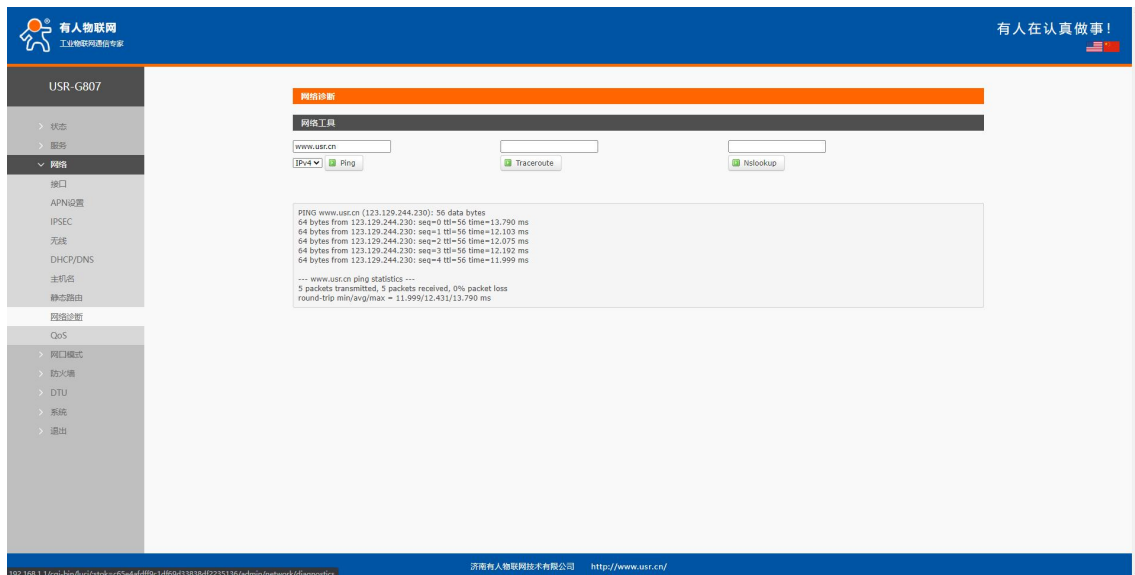 有人物联网
工业物联网通信专家
有人在认真做事!
USR-G807
状态
服务
网络
接口
APN设置
IPSEC
无线
DHCP/DNS
主机名
静态路由
网络诊断
QoS
网口模式
防火墙
DTU
系统
退出
网络诊断
网络工具
www.usr.cn
IPv4 Ping Traceroute Nslookup
PING www.usr.cn (123.129.244.230): 56 data bytes
64 bytes from 123.129.244.230: seq=0 ttl=56 time=13.790 ms
64 bytes from 123.129.244.230: seq=1 ttl=56 time=12.103 ms
64 bytes from 123.129.244.230: seq=2 ttl=56 time=12.075 ms
64 bytes from 123.129.244.230: seq=3 ttl=56 time=12.192 ms
64 bytes from 123.129.244.230: seq=4 ttl=56 time=11.999 ms
--- www.usr.cn ping statistics ---
5 packets transmitted, 5 packets received, 0% packet loss
round-trip min/avg/max = 11.999/12.431/13.790 ms
济南有人物联网技术有限公司 http://www.usr.cn/